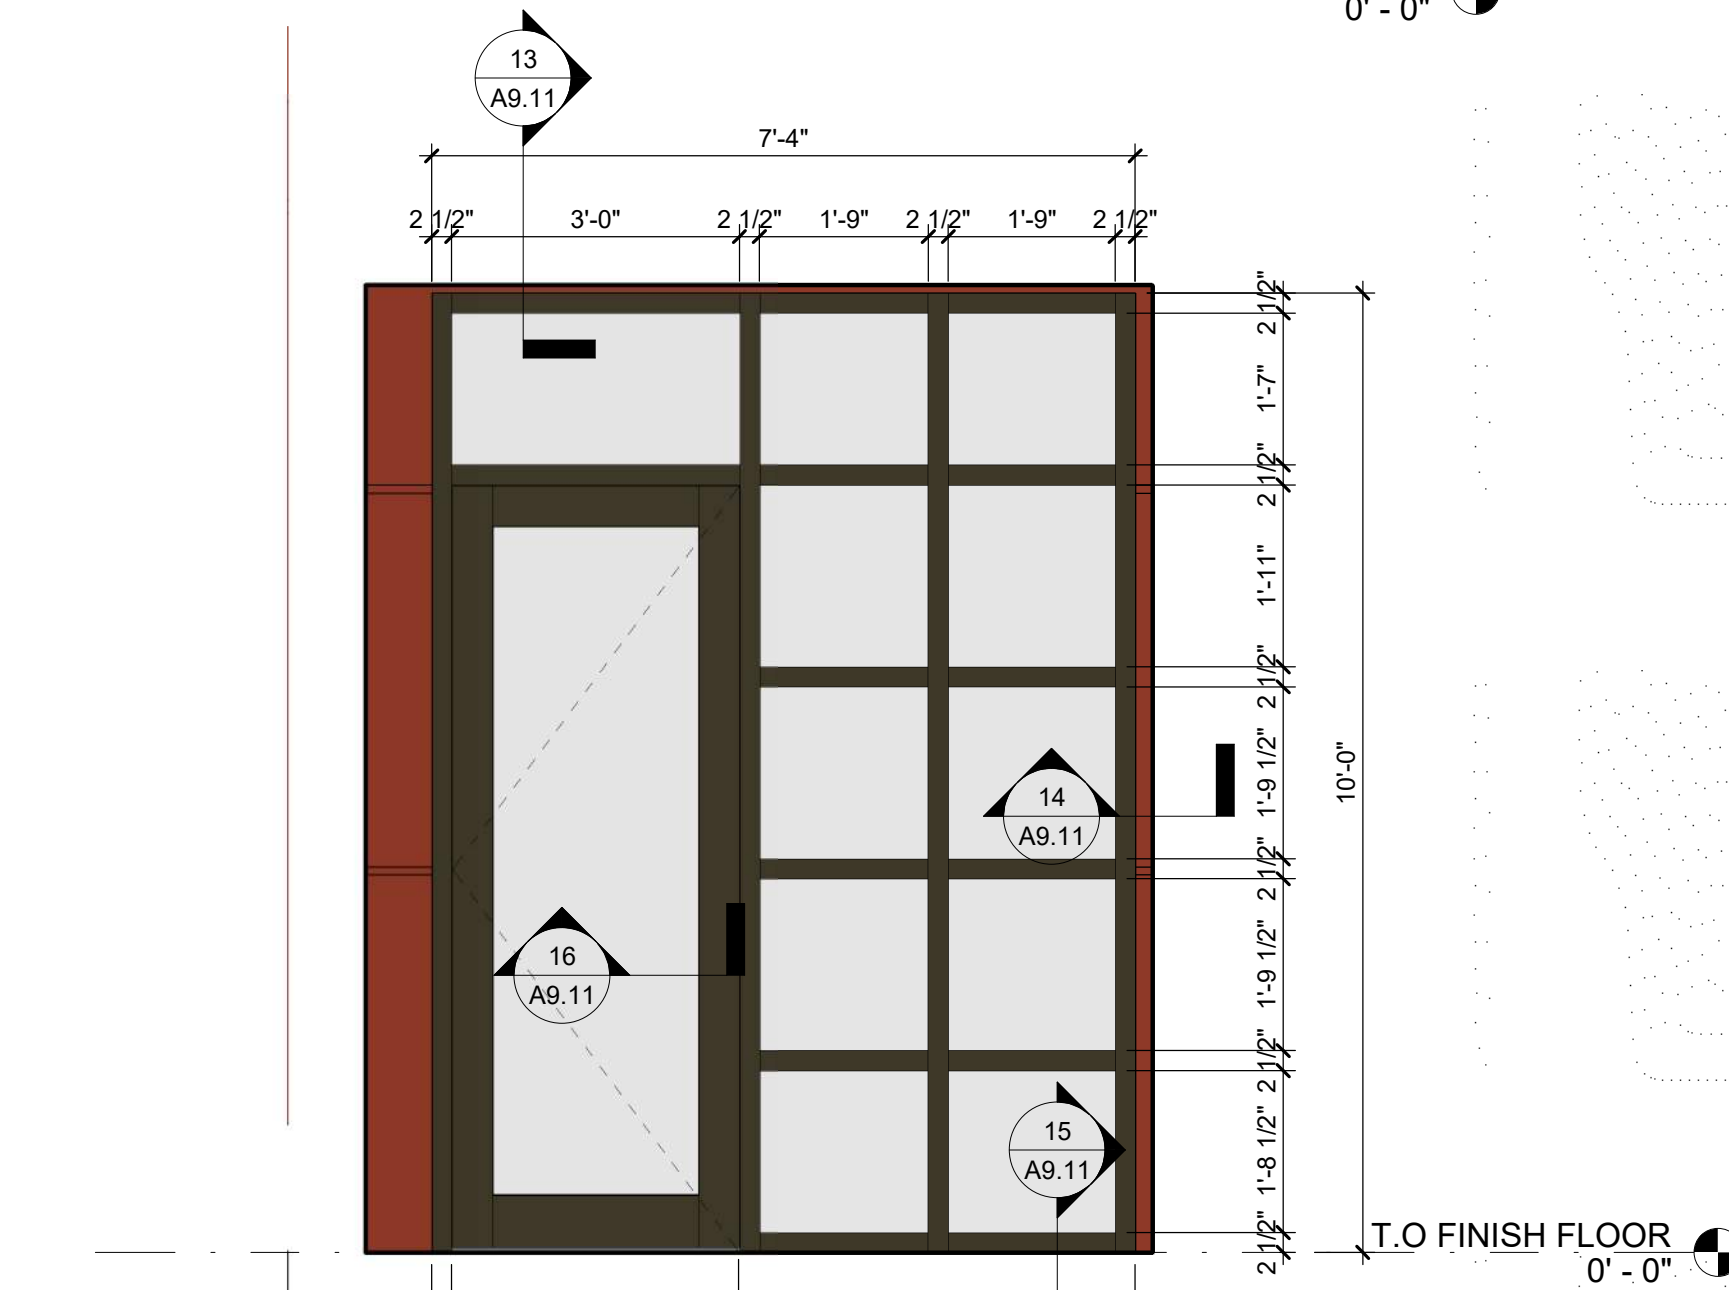 0' - 0"
13
A9.11
7'-4"
2 1/2" 3'-0" 2 1/2" 1'-9" 2 1/2" 1'-9" 2 1/2"
2 1/2"
1'-7"
2 1/2"
1'-11"
2 1/2"
1'-9 1/2"
2 1/2"
1'-9 1/2"
2 1/2"
1'-8 1/2"
2 1/2"
10'-0"
14
A9.11
16
A9.11
15
A9.11
T.O FINISH FLOOR
0' - 0"